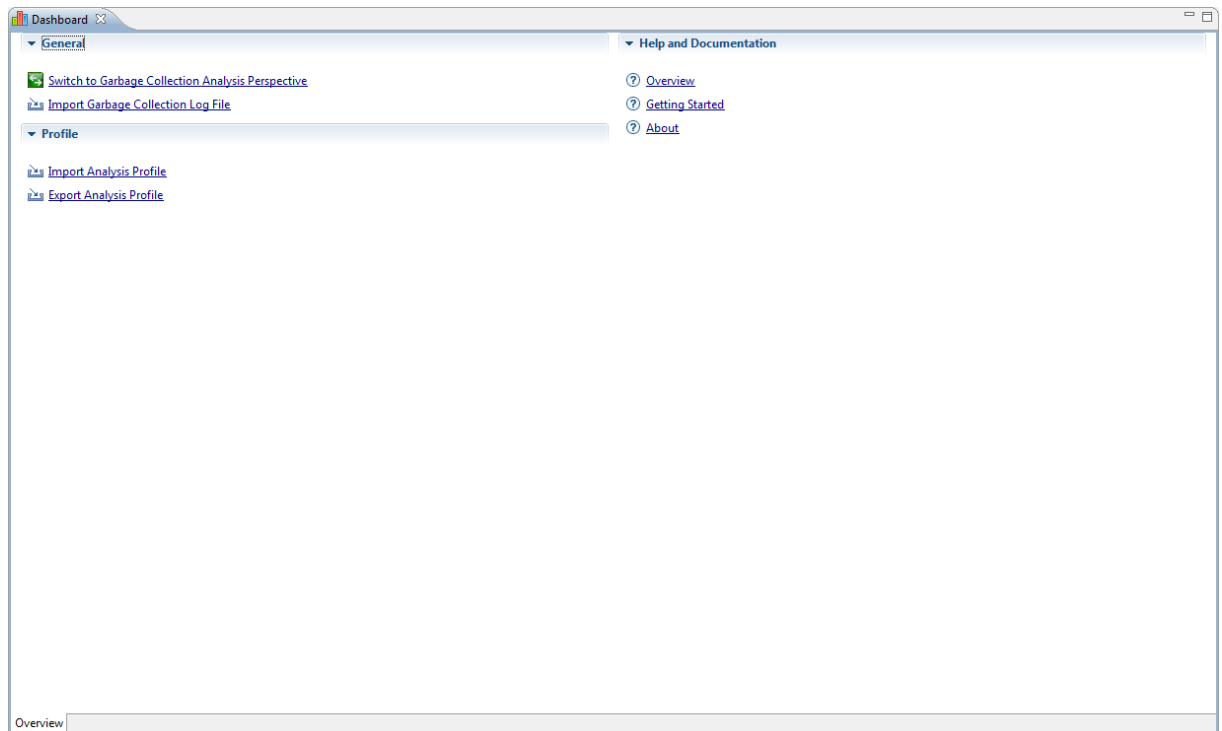 Dashboard
General
Switch to Garbage Collection Analysis Perspective
Import Garbage Collection Log File
Profile
Import Analysis Profile
Export Analysis Profile
Help and Documentation
Overview
Getting Started
About
Overview